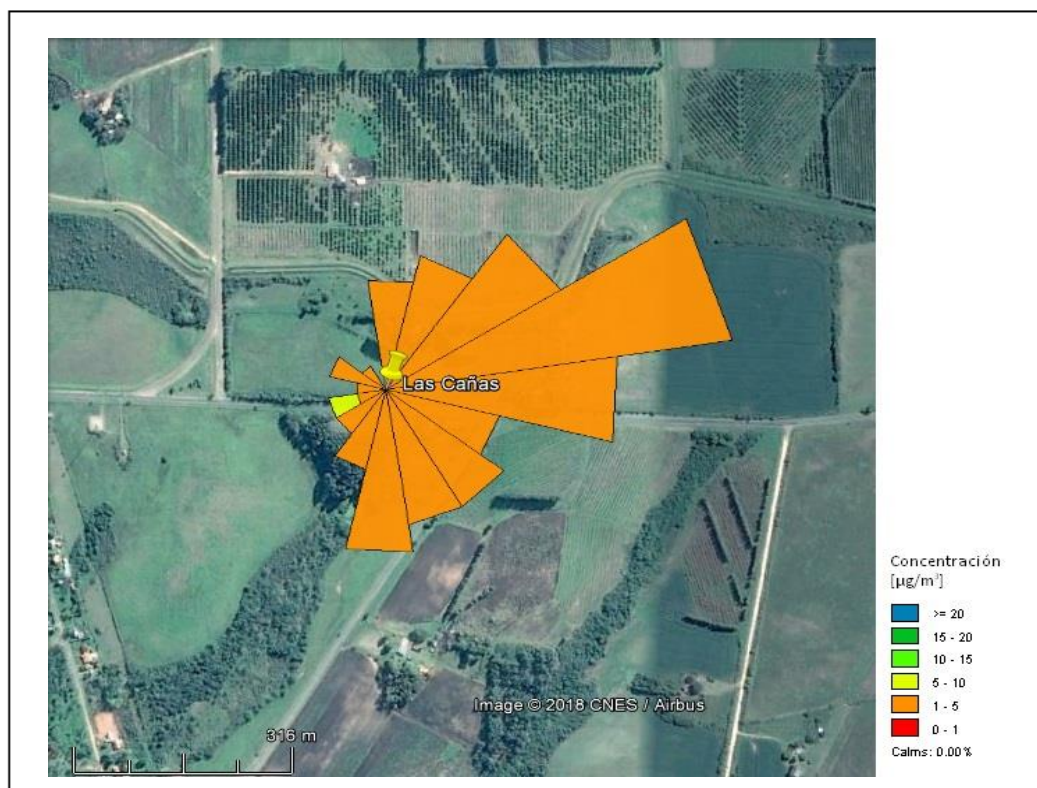 Las Cañas
Image © 2018 CNES / Airbus
316 m
Concentración
[µg/m³]
>= 20
15 - 20
10 - 15
5 - 10
1 - 5
0 - 1
Calms: 0.00%